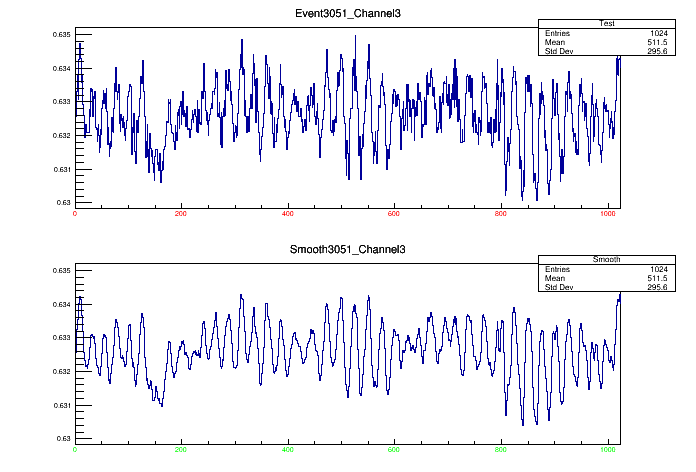 Event3051_Channel3
Test
Entries 1024
Mean 511.5
Std Dev 295.6
0.635
0.634
0.633
0.632
0.631
0.63
0 200 400 600 800 1000
Smooth3051_Channel3
Smooth
Entries 1024
Mean 511.5
Std Dev 295.6
0.635
0.634
0.633
0.632
0.631
0.63
0 200 400 600 800 1000